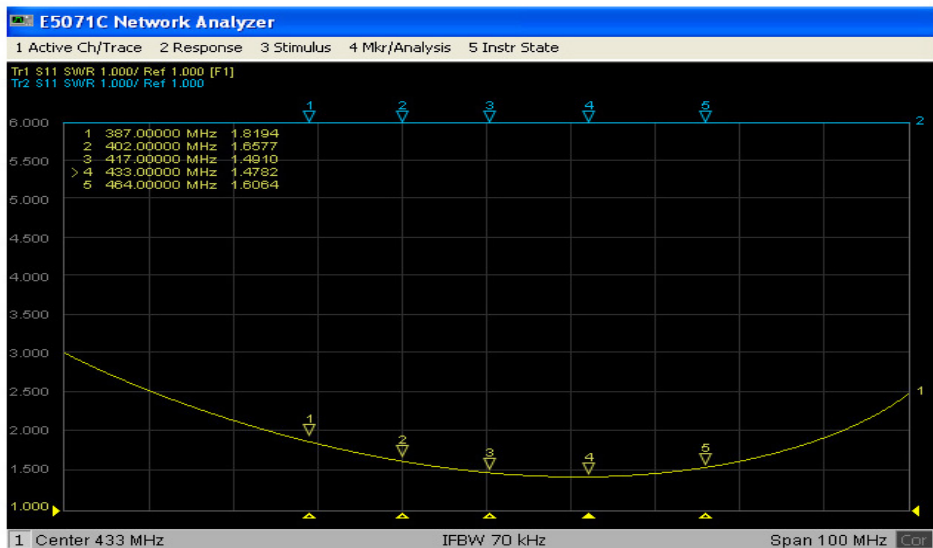 E5071C Network Analyzer
1 Active Ch/Trace 2 Response 3 Stimulus 4 Mkr/Analysis 5 Instr State
Tr1 S11 SWR 1.000/ Ref 1.000 [F1]
Tr2 S11 SWR 1.000/ Ref 1.000
1 2 3 4 5
6.000
2
1 387.00000 MHz 1.8194
2 402.00000 MHz 1.6577
3 417.00000 MHz 1.4910
>4 433.00000 MHz 1.4782
5 464.00000 MHz 1.6064
5.500
5.000
4.500
4.000
3.500
3.000
2.500
1
2.000
1 2 3 4 5
1.500
1.000
1 Center 433 MHz IFBW 70 kHz Span 100 MHz Cor